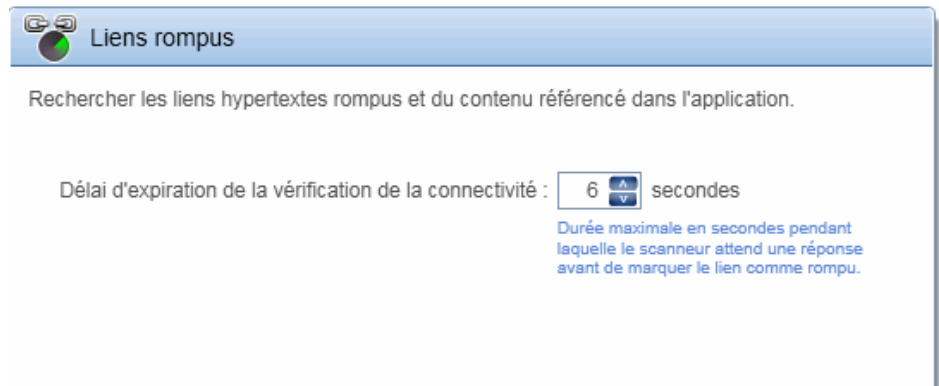 Liens rompus
Rechercher les liens hypertextes rompus et du contenu référencé dans l'application.
Délai d'expiration de la vérification de la connectivité : 6 secondes
Durée maximale en secondes pendant
laquelle le scanneur attend une réponse
avant de marquer le lien comme rompu.